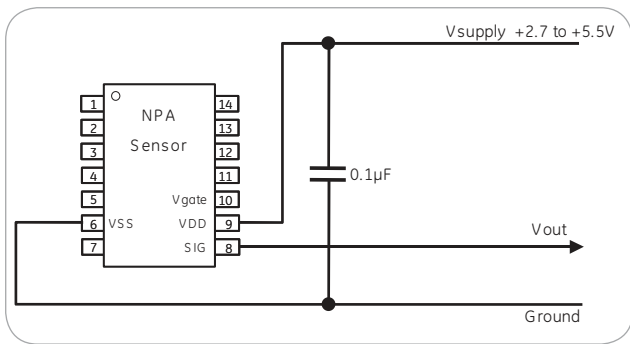 Vsupply +2.7 to +5.5V
1
14
NPA
2
13
Sensor
3
12
4
11
0.1µF
5
Vgate
10
6
VSS
VDD
9
7
SIG
8
Vout
Ground